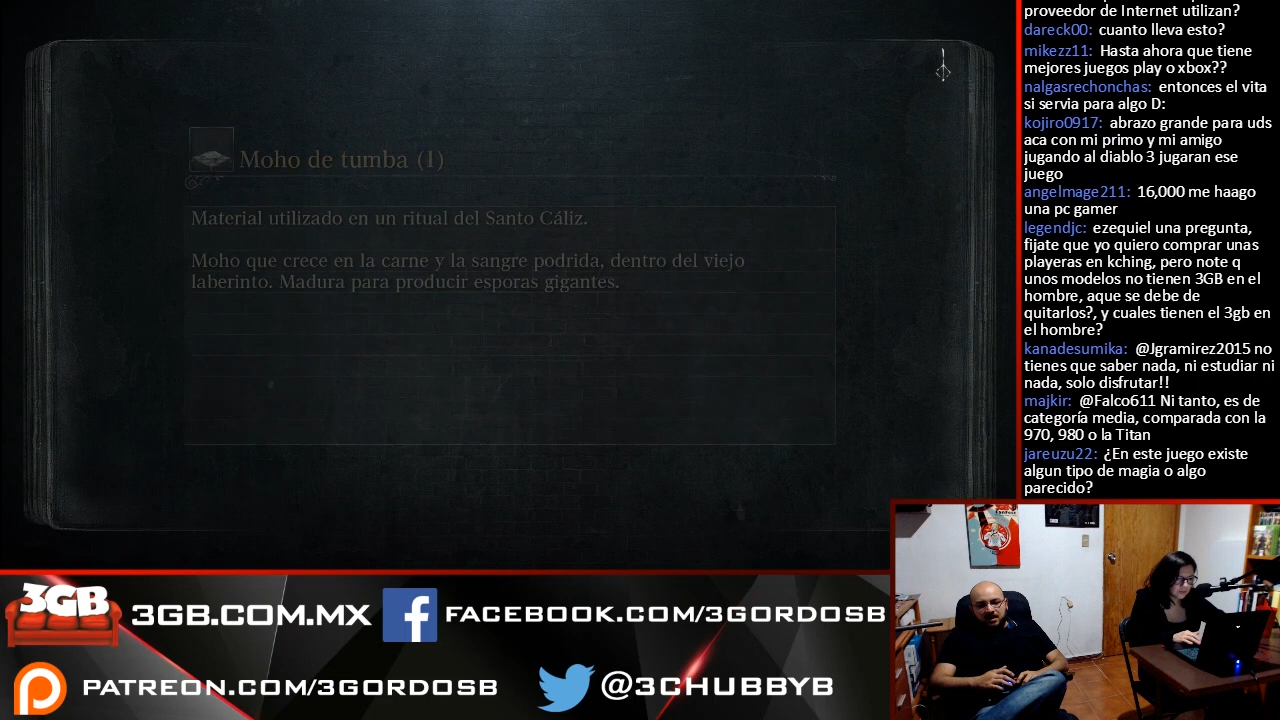 Moho de tumba (1)
Material utilizado en un ritual del Santo Cáliz.
Moho que crece en la carne y la sangre podrida, dentro del viejo
laberinto. Madura para producir esporas gigantes.
proveedor de Internet utilizan?
dareck00: cuanto lleva esto?
mikezz11: Hasta ahora que tiene
mejores juegos play o xbox??
nalgasrechonchas: entonces el vita
si servia para algo D:
kojiro0917: abrazo grande para uds
aca con mi primo y mi amigo
jugando al diablo 3 jugaran ese
juego
angelmage211: 16,000 me haago
una pc gamer
legendjc: ezequiel una pregunta,
fijate que yo quiero comprar unas
playeras en kching, pero note q
unos modelos no tienen 3GB en el
hombre, aque se debe de
quitarlos?, y cuales tienen el 3gb en
el hombre?
kanadesumika: @Jgramirez2015 no
tienes que saber nada, ni estudiar ni
nada, solo disfrutar!!
majkir: @Falco611 Ni tanto, es de
categoría media, comparada con la
970, 980 o la Titan
jareuzu22: ¿En este juego existe
algun tipo de magia o algo
parecido?
3GB
3GB.COM.MX
f
FACEBOOK.COM/3GORDOSB
PATREON.COM/3GORDOSB
@3CHUBBYB